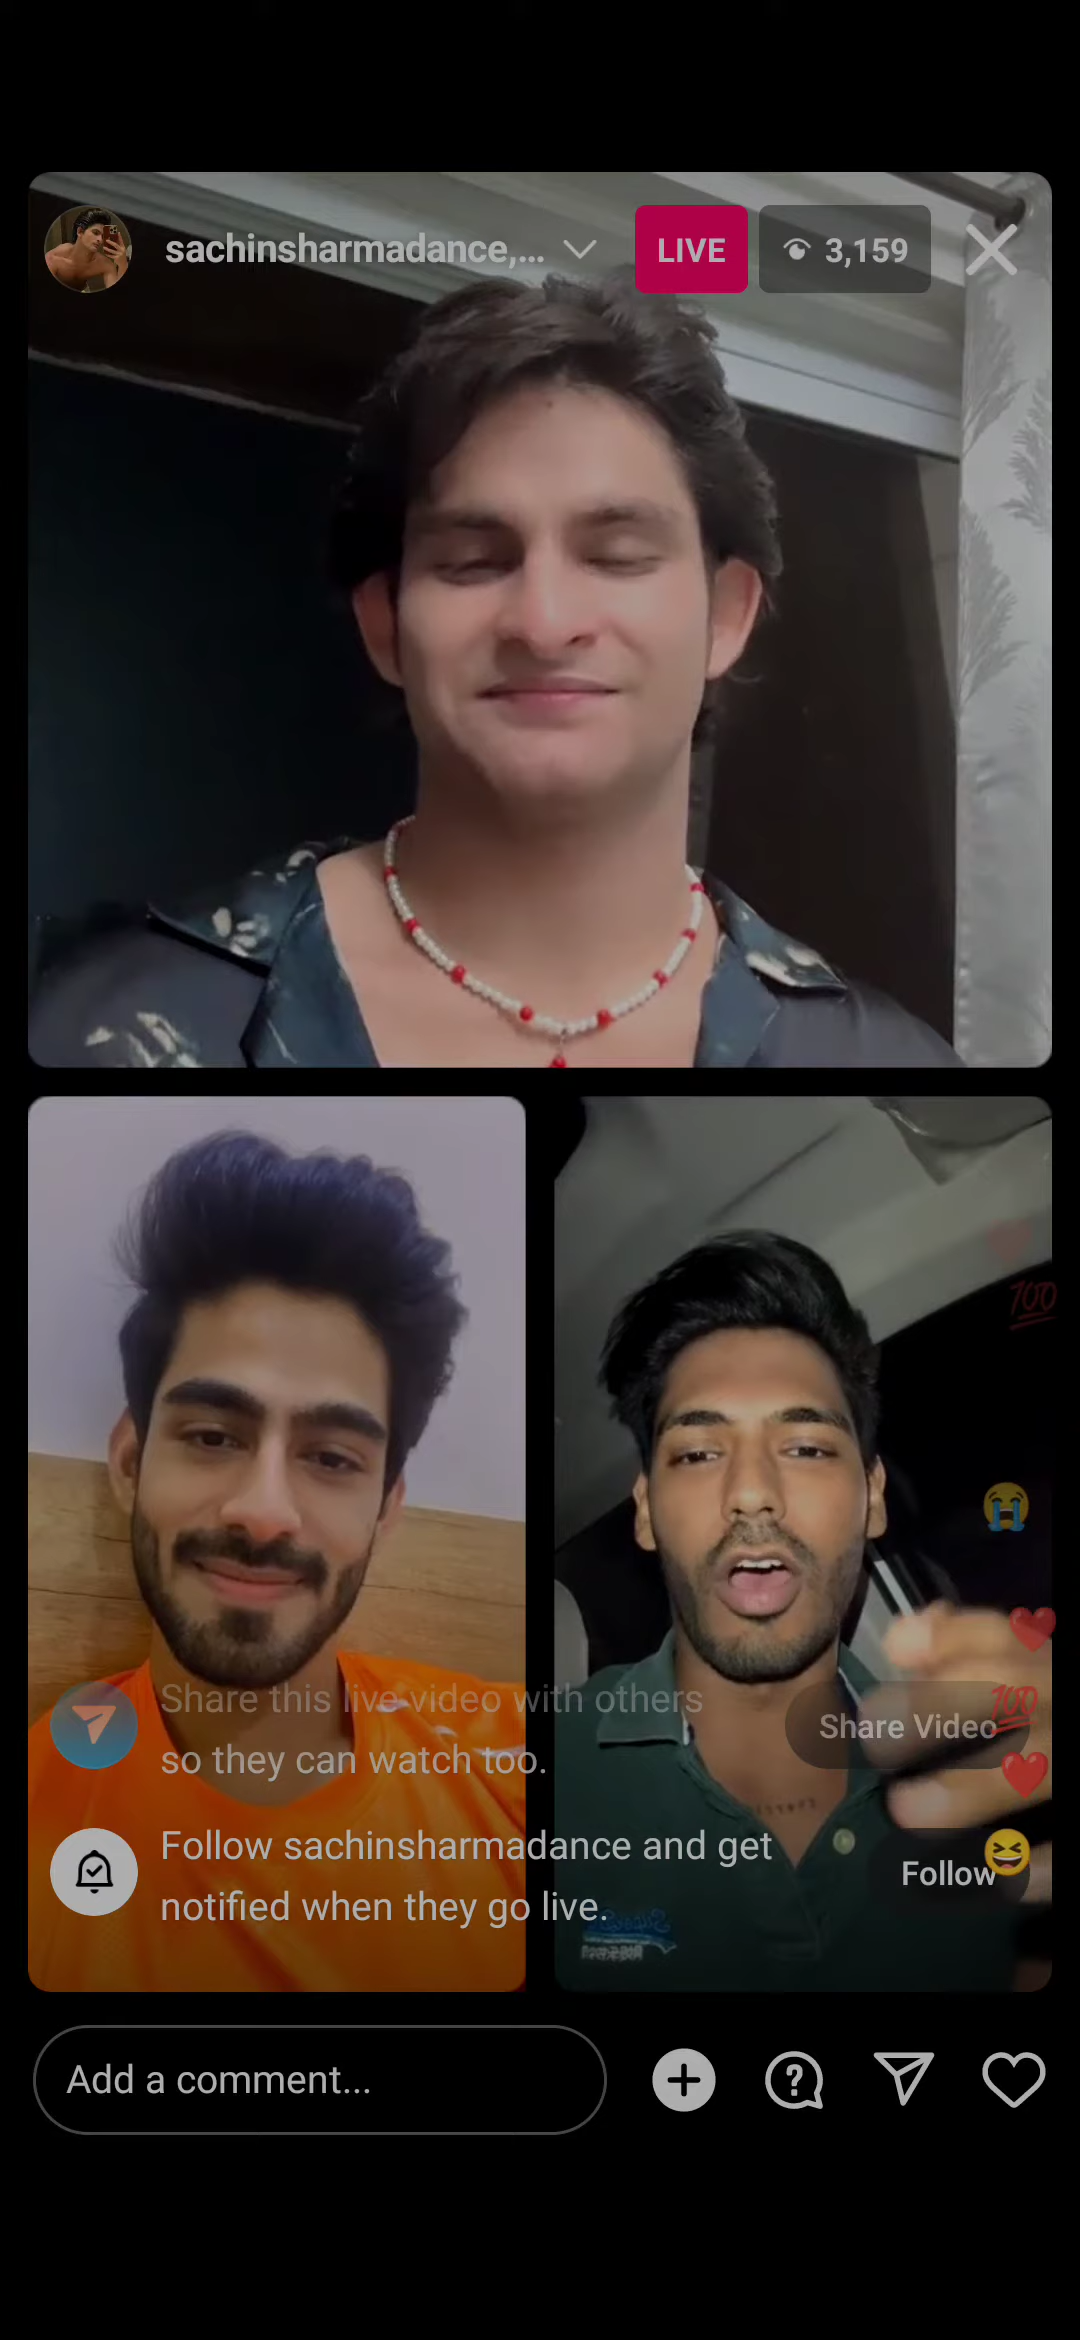 sachinsharmadance,...
LIVE
3,159
Share this live video with others
so they can watch too.
Share Video
Follow sachinsharmadance and get
notified when they go live.
Follow
Add a comment...